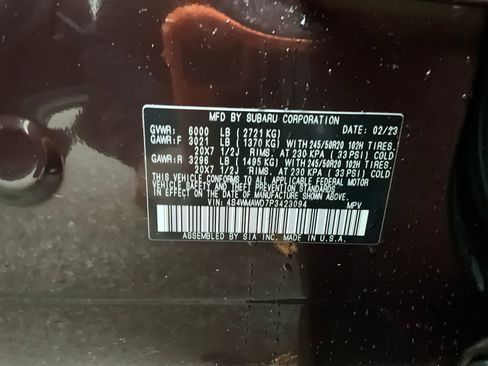 MFD BY SUBARU CORPORATION
GVWR: 6000 LB (2721 KG) DATE: 02/23
GAWR:F 3021 LB (1370 KG) WITH 245/50R20 102H TIRES.
20X7 1/2J RIMS. AT 230 KPA (33 PSI) COLD
GAWR:R 3296 LB (1495 KG) WITH 245/50R20 102H TIRES.
20X7 1/2J RIMS. AT 230 KPA (33 PSI) COLD
THIS VEHICLE CONFORMS TO ALL APPLICABLE FEDERAL MOTOR
VEHICLE SAFETY AND THEFT PREVENTION STANDARDS
IN EFFECT ON THE DATE OF MANUFACTURE SHOWN ABOVE.
VIN: 4S4WMAWD7P3423094 MPV
ASSEMBLED BY SIA INC. MADE IN U.S.A.